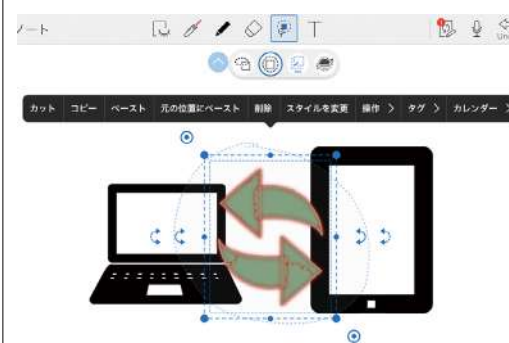 ノート
T
Un
カット コピー ペースト 元の位置にペースト 削除 スタイルを変更 操作 > タグ > カレンダー >